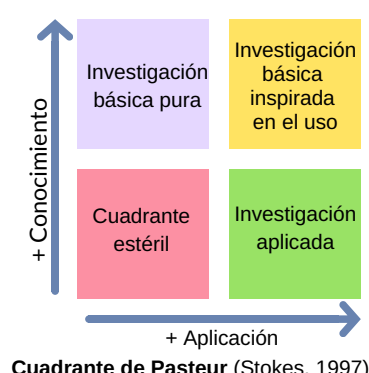 + Conocimiento
Investigación
básica pura
Investigación
básica
inspirada
en el uso
Cuadrante
estéril
Investigación
aplicada
+ Aplicación
Cuadrante de Pasteur (Stokes, 1997)